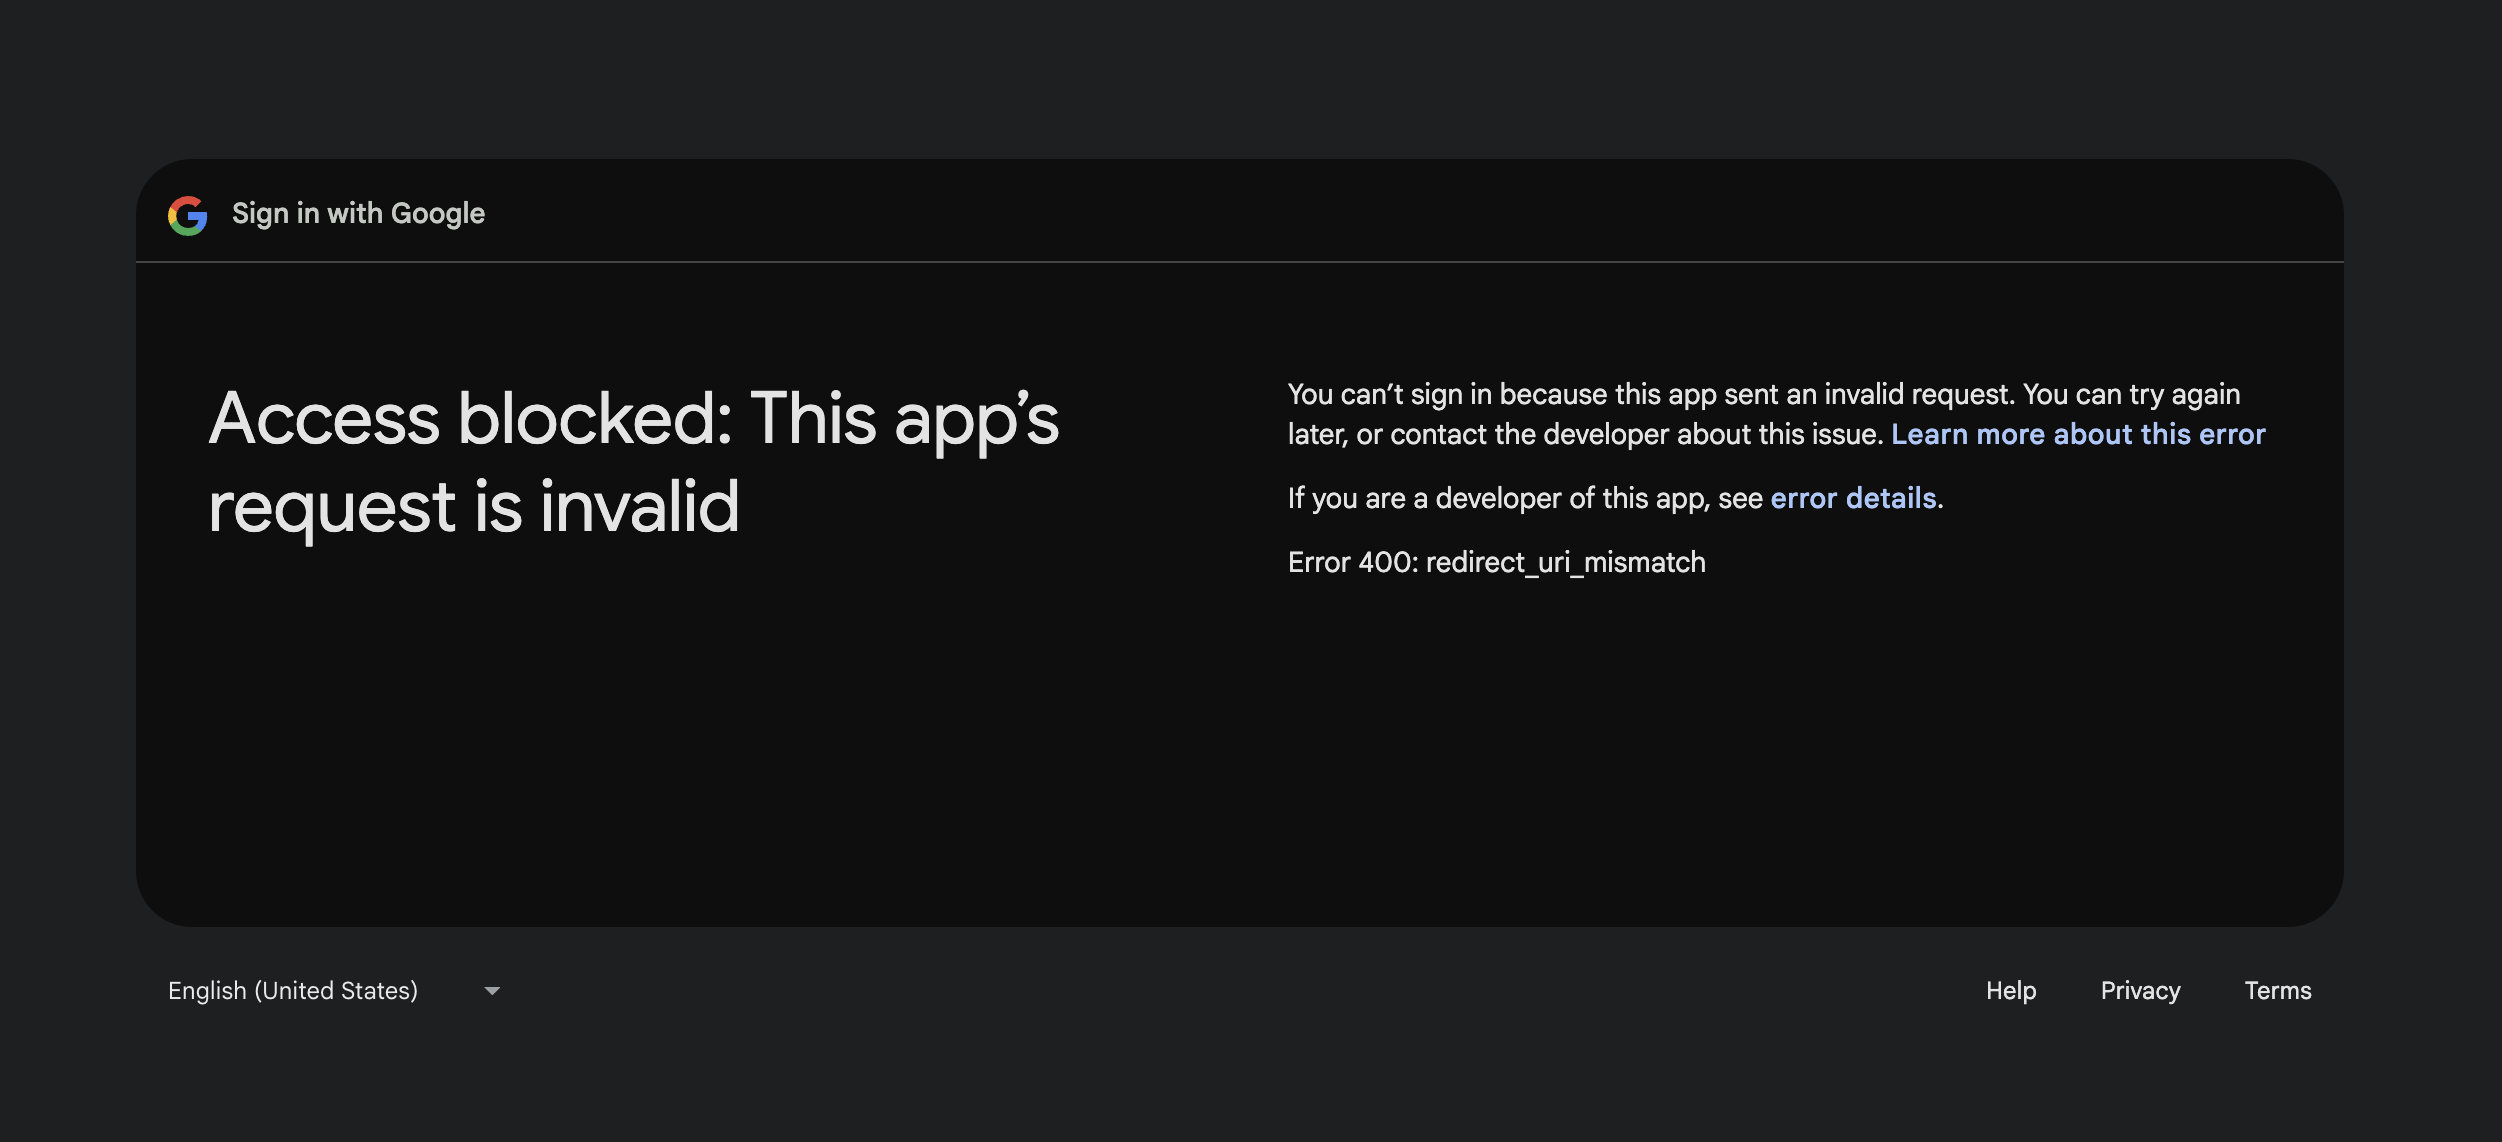 Sign in with Google
Access blocked: This app’s
request is invalid
You can’t sign in because this app sent an invalid request. You can try again
later, or contact the developer about this issue. Learn more about this error
If you are a developer of this app, see error details.
Error 400: redirect_uri_mismatch
English (United States)
Help
Privacy
Terms